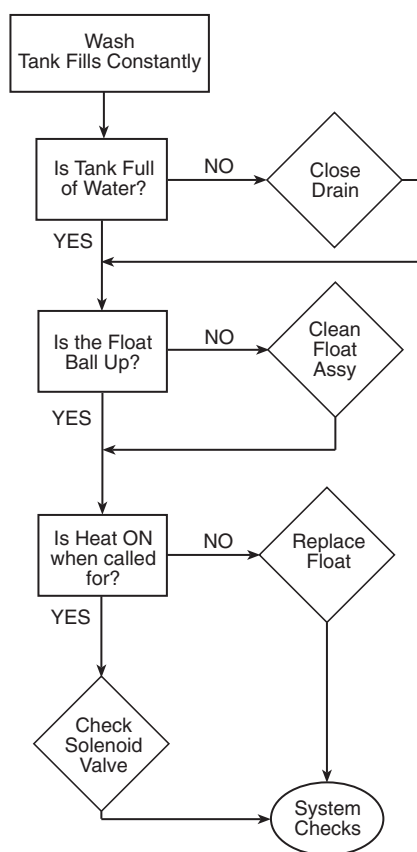 Wash
Tank Fills Constantly
Is Tank Full
of Water?
NO
Close
Drain
YES
Is the Float
Ball Up?
NO
Clean
Float
Assy
YES
Is Heat ON
when called
for?
NO
Replace
Float
YES
Check
Solenoid
Valve
System
Checks